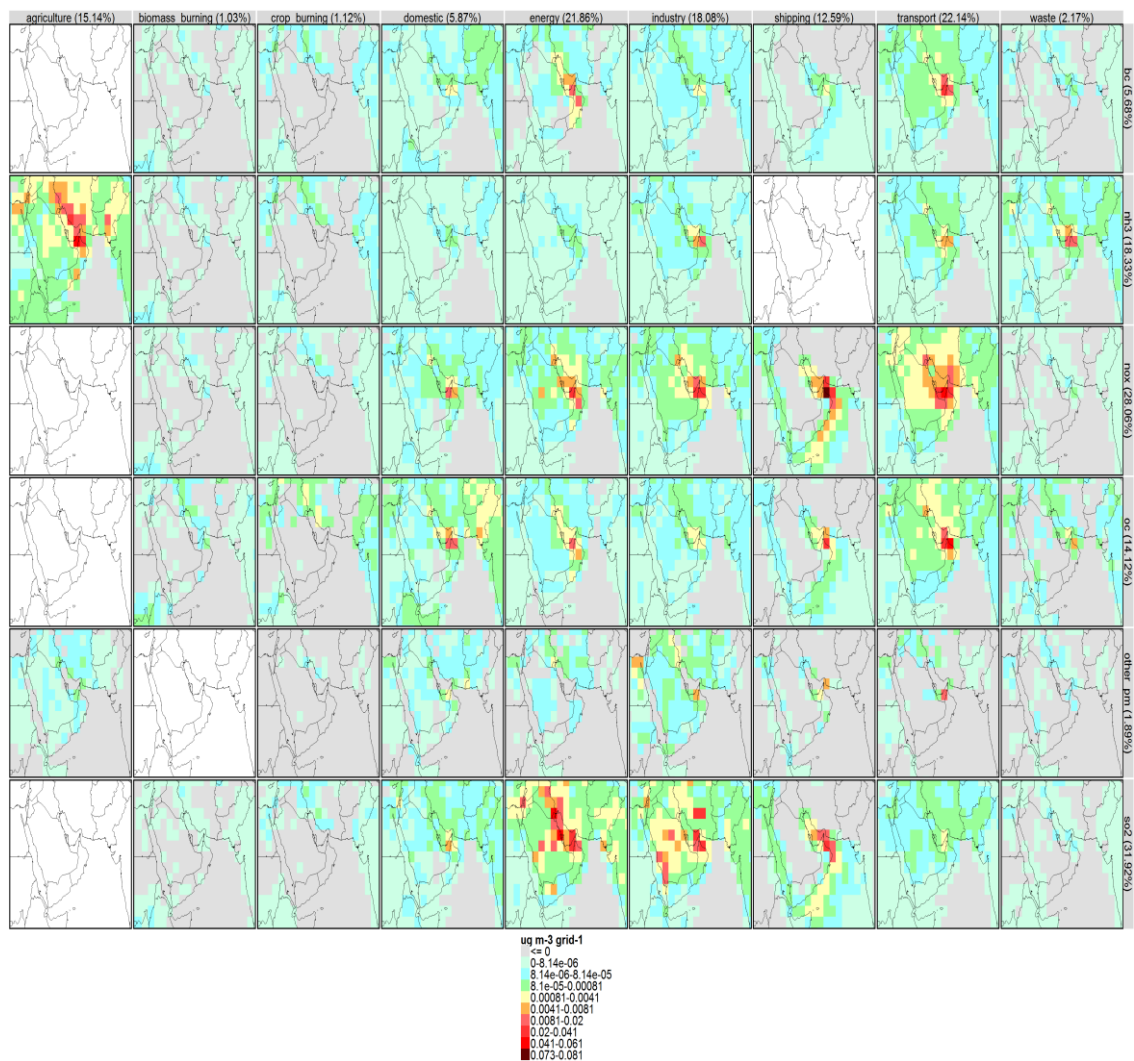 agriculture (15.14%)
biomass_burning (1.03%)
crop_burning (1.12%)
domestic (5.87%)
energy (21.86%)
industry (18.08%)
shipping (12.59%)
transport (22.14%)
waste (2.17%)
bc (5.68%)
nh3 (18.33%)
nox (28.06%)
oc (14.12%)
other_pm (1.89%)
so2 (31.92%)
ug m-3 grid-1
<= 0
0-8.14e-06
8.14e-06-8.14e-05
8.1e-05-0.00081
0.00081-0.0041
0.0041-0.0081
0.0081-0.02
0.02-0.041
0.041-0.061
0.073-0.081